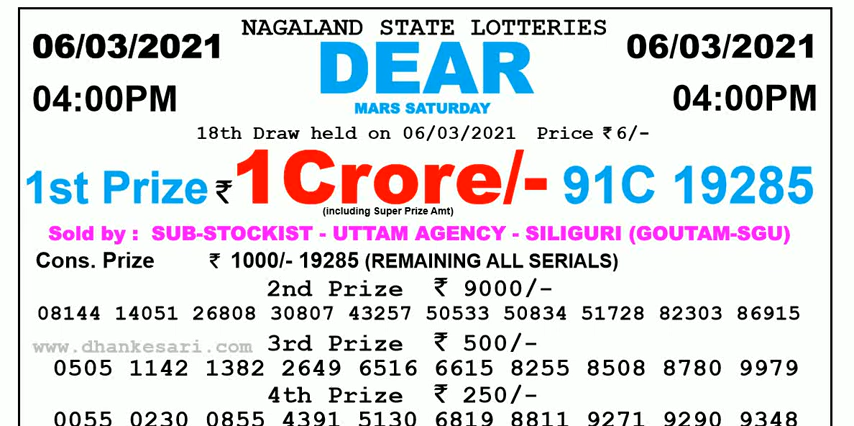 NAGALAND STATE LOTTERIES
06/03/2021 DEAR 06/03/2021
04:00PM MARS SATURDAY 04:00PM
18th Draw held on 06/03/2021 Price ₹6/-
1st Prize ₹ 1Crore/- 91C 19285
(including Super Prize Amt)
Sold by : SUB-STOCKIST - UTTAM AGENCY - SILIGURI (GOUTAM-SGU)
Cons. Prize ₹ 1000/- 19285 (REMAINING ALL SERIALS)
2nd Prize ₹ 9000/-
08144 14051 26808 30807 43257 50533 50834 51728 82303 86915
www.dhankesari.com 3rd Prize ₹ 500/-
0505 1142 1382 2649 6516 6615 8255 8508 8780 9979
4th Prize ₹ 250/-
0055 0230 0855 4391 5130 6819 8811 9271 9290 9348